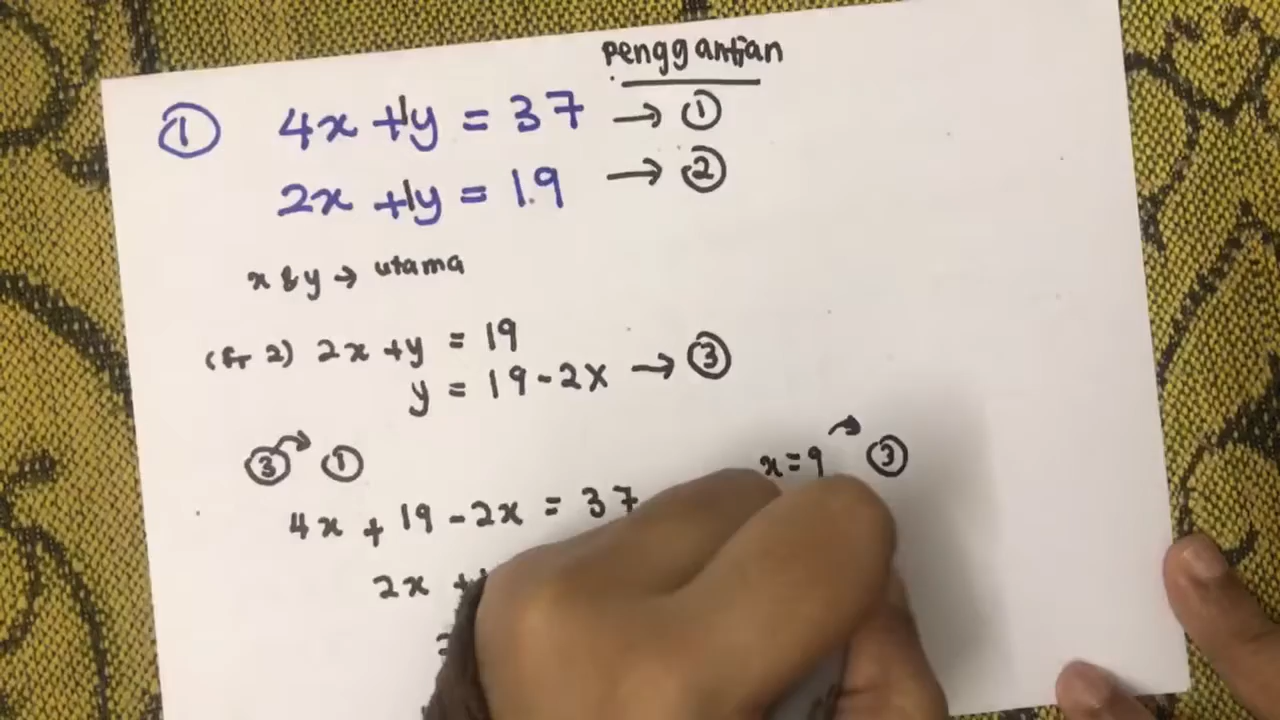 Penggantian
① 4x + 1y = 37 → ①
2x + 1y = 19 → ②
x & y → utama
2) 2x + y = 19
y = 19 - 2x → ③
③ → ①
4x + 19 - 2x = 37
2x +
x = 9 → ③